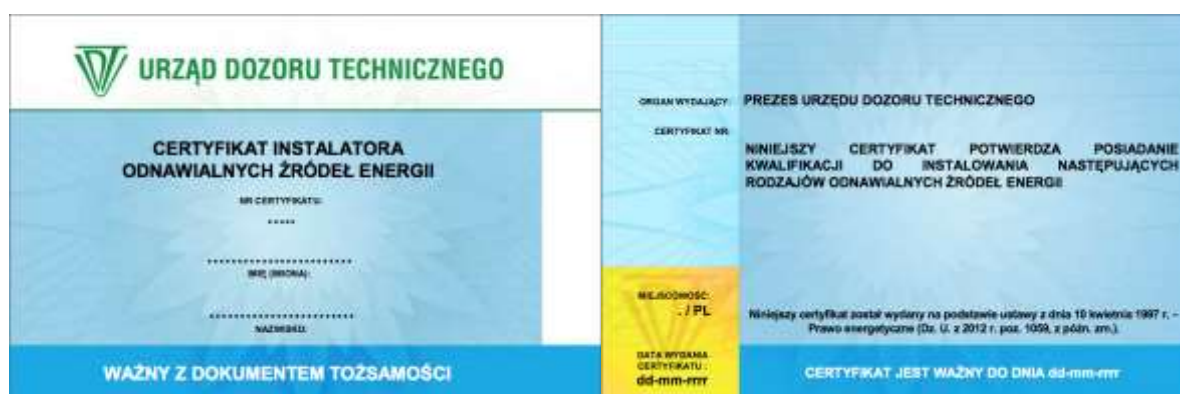 URZĄD DOZORU TECHNICZNEGO
CERTYFIKAT INSTALATORA
ODNAWIALNYCH ŹRÓDEŁ ENERGII
NR CERTYFIKATU:
.....
........................
IMIĘ (IMIONA):
........................
NAZWISKO:
WAŻNY Z DOKUMENTEM TOŻSAMOŚCI
ORGAN WYDAJĄCY: PREZES URZĘDU DOZORU TECHNICZNEGO
CERTYFIKAT NR:
NINIEJSZY CERTYFIKAT POTWIERDZA POSIADANIE
KWALIFIKACJI DO INSTALOWANIA NASTĘPUJĄCYCH
RODZAJÓW ODNAWIALNYCH ŹRÓDEŁ ENERGII
MIEJSCOWOŚĆ:
. / PL
Niniejszy certyfikat został wydany na podstawie ustawy z dnia 10 kwietnia 1997 r. –
Prawo energetyczne (Dz. U. z 2012 r. poz. 1059, z późn. zm.).
DATA WYDANIA
CERTYFIKATU :
dd-mm-rrrr
CERTYFIKAT JEST WAŻNY DO DNIA dd-mm-rrrr